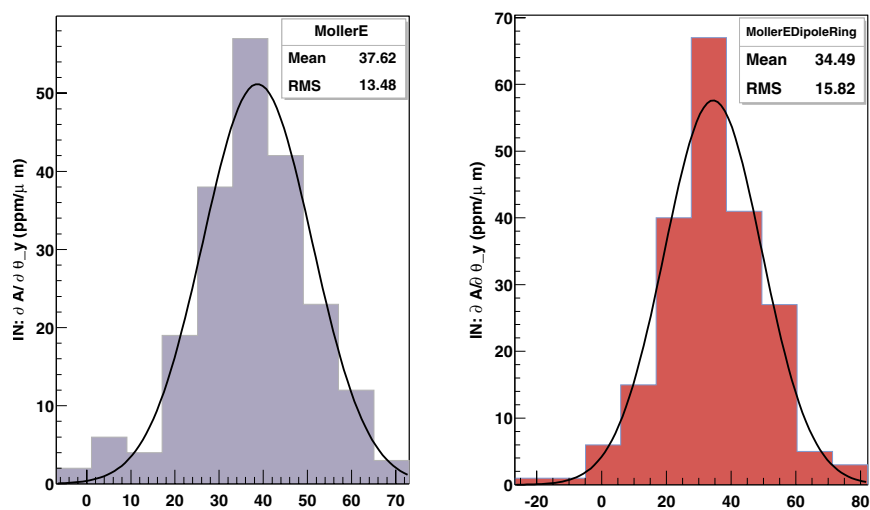 MollerE
Mean 37.62
RMS 13.48
IN: ∂ A/ ∂ θ_y (ppm/μ m)
50
40
30
20
10
0
0 10 20 30 40 50 60 70
MollerEDipoleRing
Mean 34.49
RMS 15.82
IN: ∂ A/∂ θ_y (ppm/μ m)
70
60
50
40
30
20
10
0
-20 0 20 40 60 80